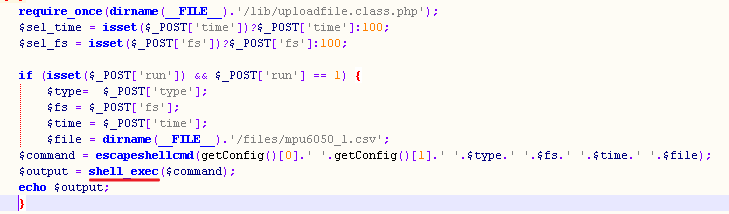 require_once(dirname(__FILE__).'/lib/uploadfile.class.php');
$sel_time = isset($_POST['time'])?$_POST['time']:100;
$sel_fs = isset($_POST['fs'])?$_POST['fs']:100;
if (isset($_POST['run']) && $_POST['run'] == 1) {
$type= $_POST['type'];
$fs = $_POST['fs'];
$time = $_POST['time'];
$file = dirname(__FILE__).'/files/mpu6050_1.csv';
$command = escapeshellcmd(getConfig()[0].' '.getConfig()[1].' '.$type.' '.$fs.' '.$time.' '.$file);
$output = shell_exec($command);
echo $output;
}